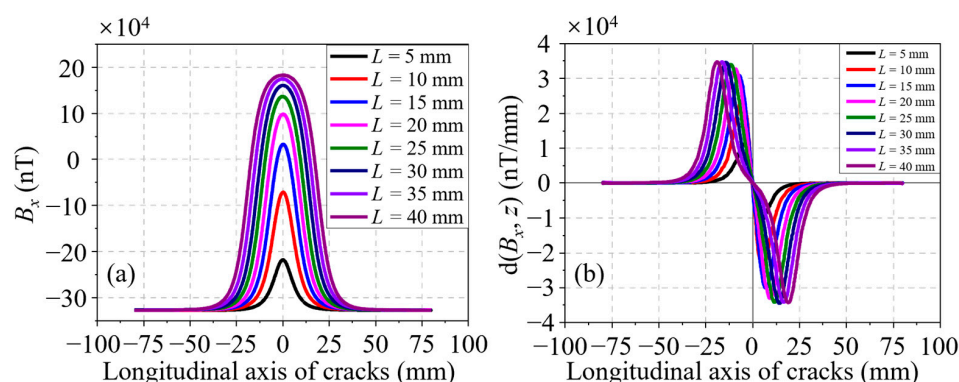 ×10⁴
Bₓ (nT)
20
10
0
−10
−20
−30
−100
−75
−50
−25
0
25
50
75
100
Longitudinal axis of cracks (mm)
L = 5 mm
L = 10 mm
L = 15 mm
L = 20 mm
L = 25 mm
L = 30 mm
L = 35 mm
L = 40 mm
(a)
×10⁴
d(Bₓ, z) (nT/mm)
4
3
2
1
0
−1
−2
−3
−4
−100
−75
−50
−25
0
25
50
75
100
Longitudinal axis of cracks (mm)
L = 5 mm
L = 10 mm
L = 15 mm
L = 20 mm
L = 25 mm
L = 30 mm
L = 35 mm
L = 40 mm
(b)